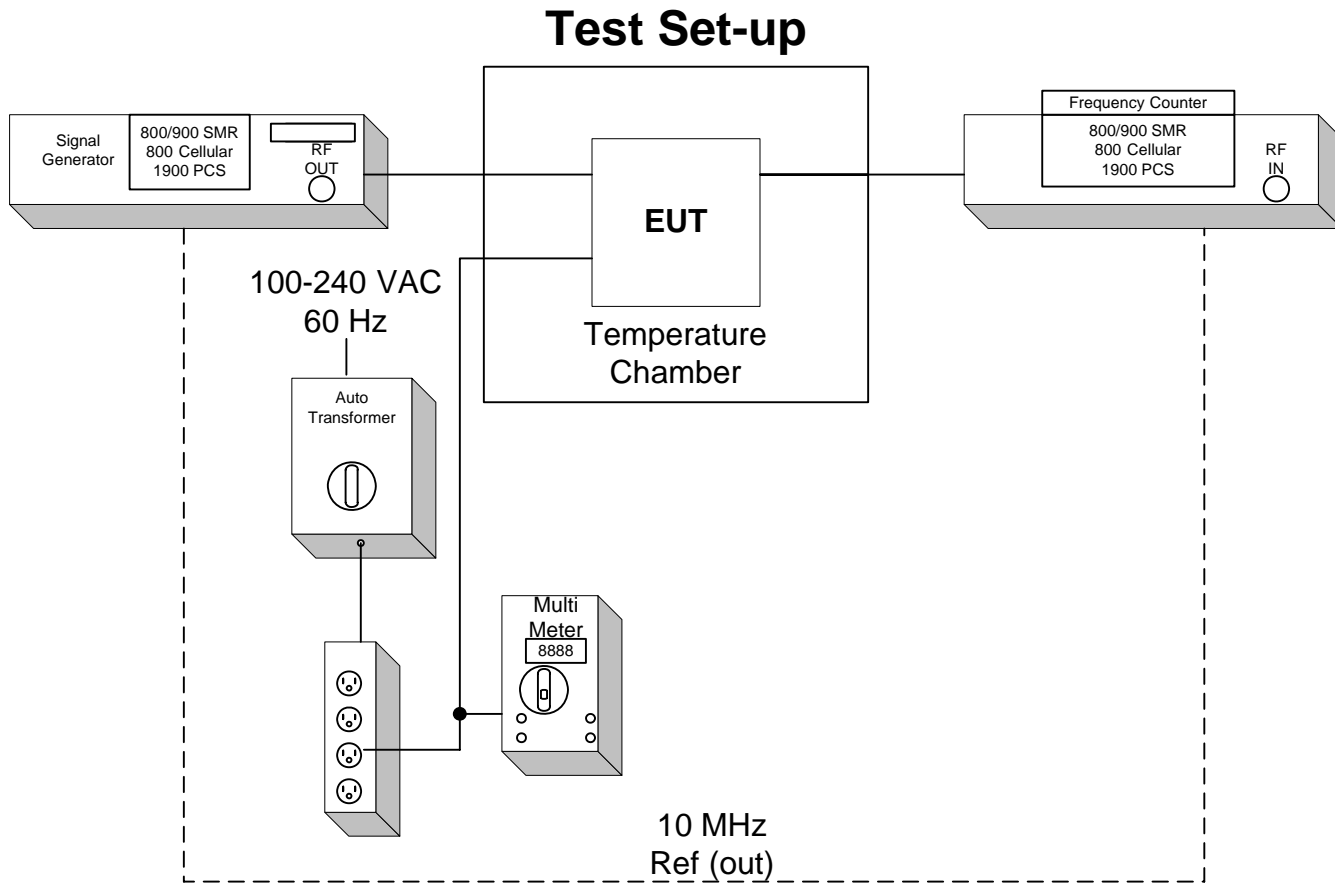 Test Set-up
Signal
Generator
800/900 SMR
800 Cellular
1900 PCS
RF
OUT
Frequency Counter
800/900 SMR
800 Cellular
1900 PCS
RF
IN
EUT
Temperature
Chamber
100-240 VAC
60 Hz
Auto
Transformer
Multi
Meter
8888
10 MHz
Ref (out)